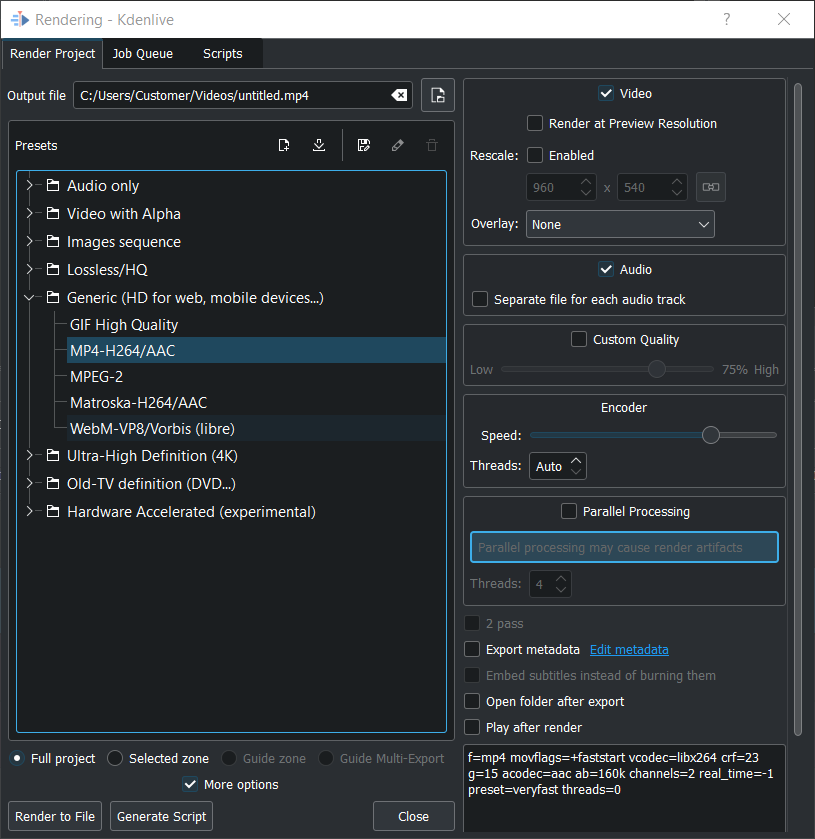 Rendering - Kdenlive
?
Render Project
Job Queue
Scripts
Output file
C:/Users/Customer/Videos/untitled.mp4
Presets
Audio only
Video with Alpha
Images sequence
Lossless/HQ
Generic (HD for web, mobile devices...)
GIF High Quality
MP4-H264/AAC
MPEG-2
Matroska-H264/AAC
WebM-VP8/Vorbis (libre)
Ultra-High Definition (4K)
Old-TV definition (DVD...)
Hardware Accelerated (experimental)
Full project
Selected zone
Guide zone
Guide Multi-Export
More options
Render to File
Generate Script
Close
Video
Render at Preview Resolution
Rescale:
Enabled
960
x
540
Overlay:
None
Audio
Separate file for each audio track
Custom Quality
Low
75%
High
Encoder
Speed:
Threads:
Auto
Parallel Processing
Parallel processing may cause render artifacts
Threads:
4
2 pass
Export metadata
Edit metadata
Embed subtitles instead of burning them
Open folder after export
Play after render
f=mp4 movflags=+faststart vcodec=libx264 crf=23
g=15 acodec=aac ab=160k channels=2 real_time=-1
preset=veryfast threads=0